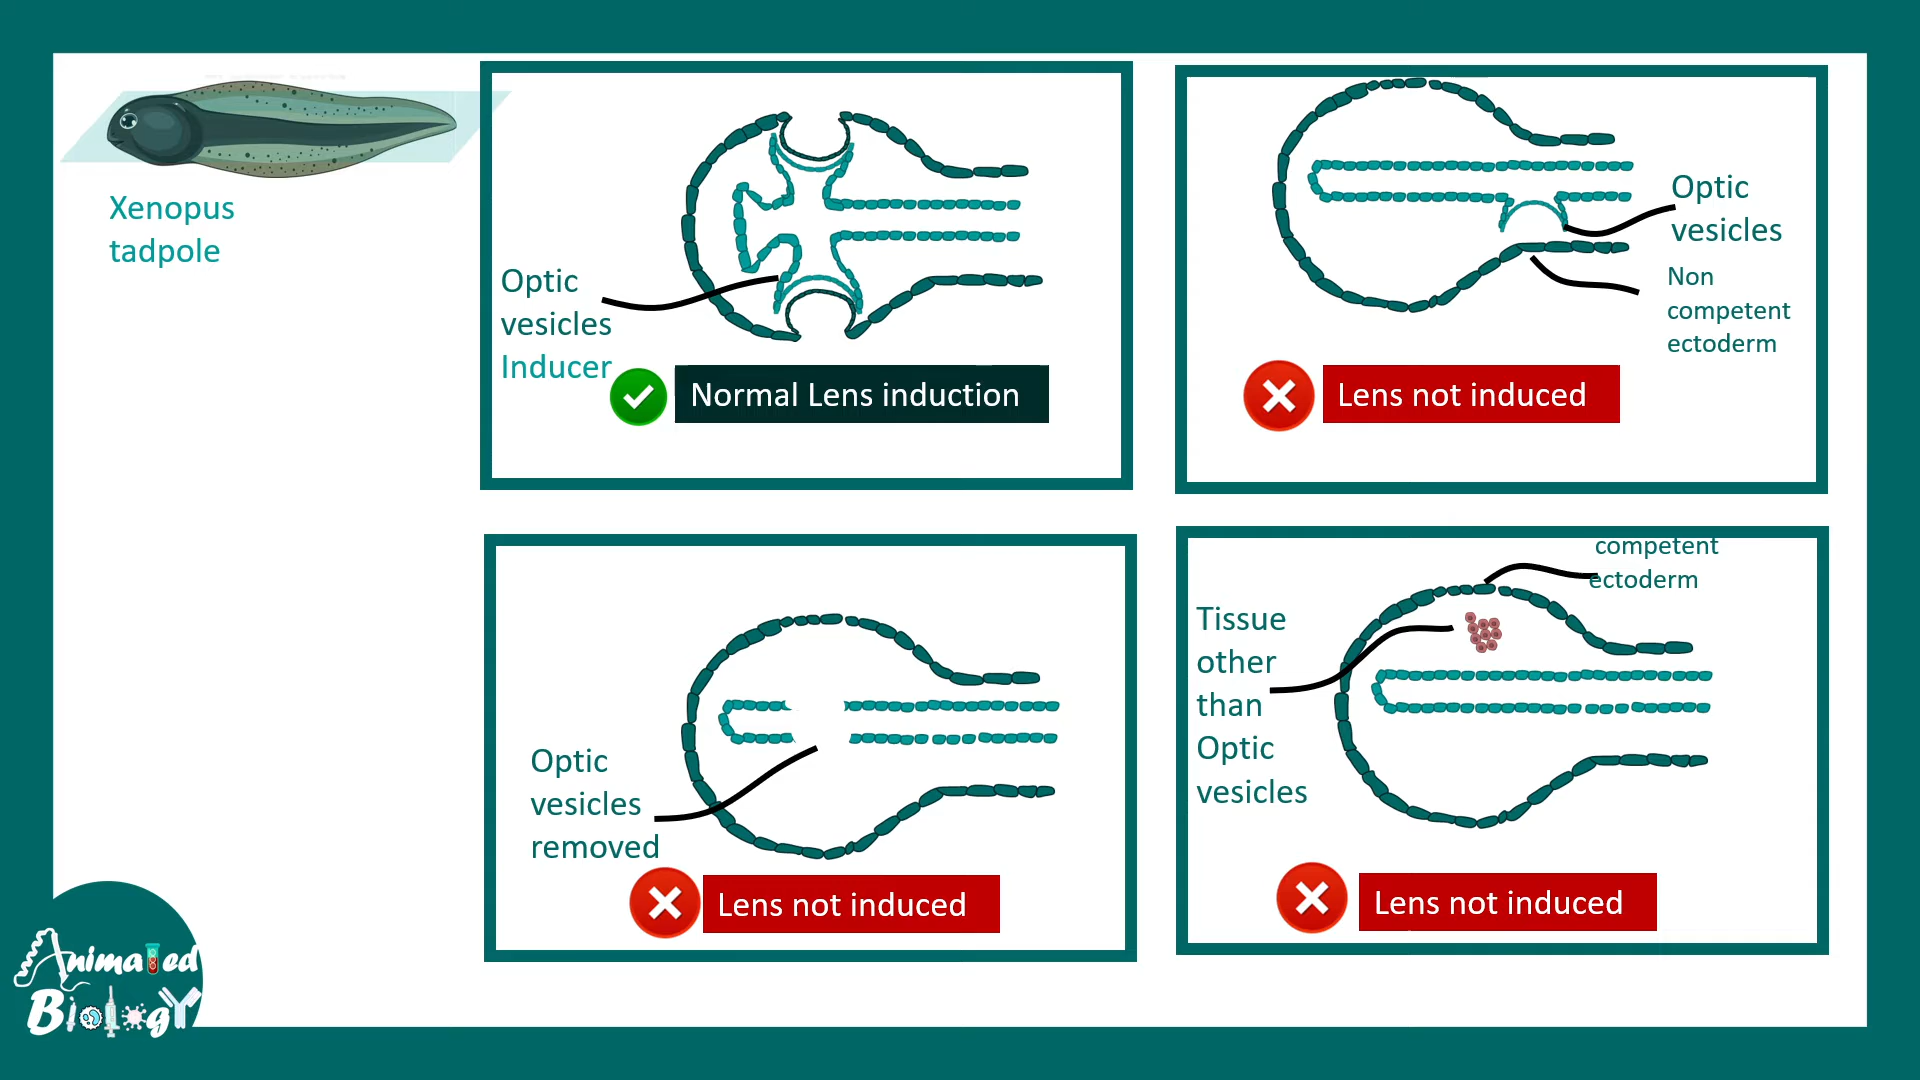 Xenopus
tadpole
Optic
vesicles
Inducer
Normal Lens induction
Optic
vesicles
Non
competent
ectoderm
Lens not induced
Optic
vesicles
removed
Lens not induced
competent
ectoderm
Tissue
other
than
Optic
vesicles
Lens not induced
Animated
Biology